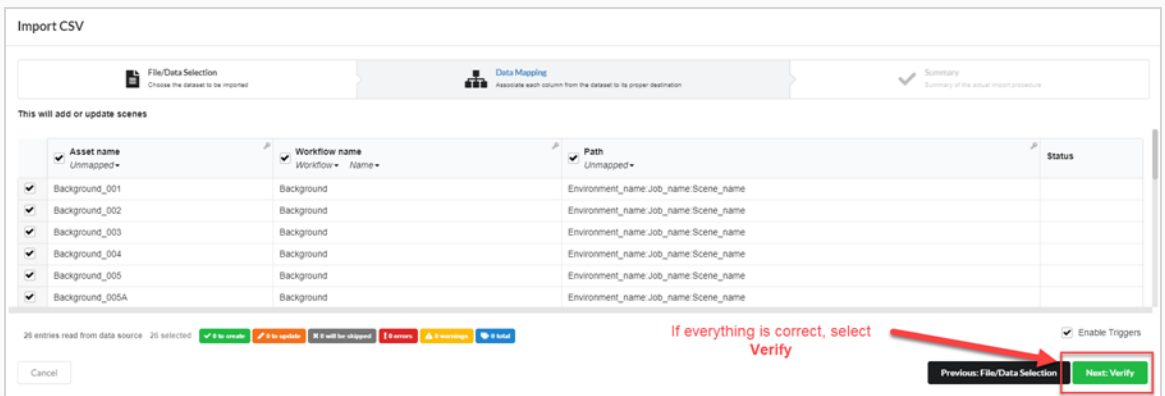 Import CSV
File/Data Selection
Choose the dataset to be imported
Data Mapping
Associate each column from the dataset to its proper destination
Summary
Summary of the actual import procedure
This will add or update scenes
Asset name
Unmapped
Workflow name
Workflow Name
Path
Unmapped
Status
Background_001 Background Environment_name:Job_name:Scene_name
Background_002 Background Environment_name:Job_name:Scene_name
Background_003 Background Environment_name:Job_name:Scene_name
Background_004 Background Environment_name:Job_name:Scene_name
Background_005 Background Environment_name:Job_name:Scene_name
Background_005A Background Environment_name:Job_name:Scene_name
26 entries read from data source 26 selected 0 to create 0 to update 0 will be skipped 0 errors 0 warnings 0 total
If everything is correct, select
Verify
Enable Triggers
Cancel
Previous: File/Data Selection
Next: Verify